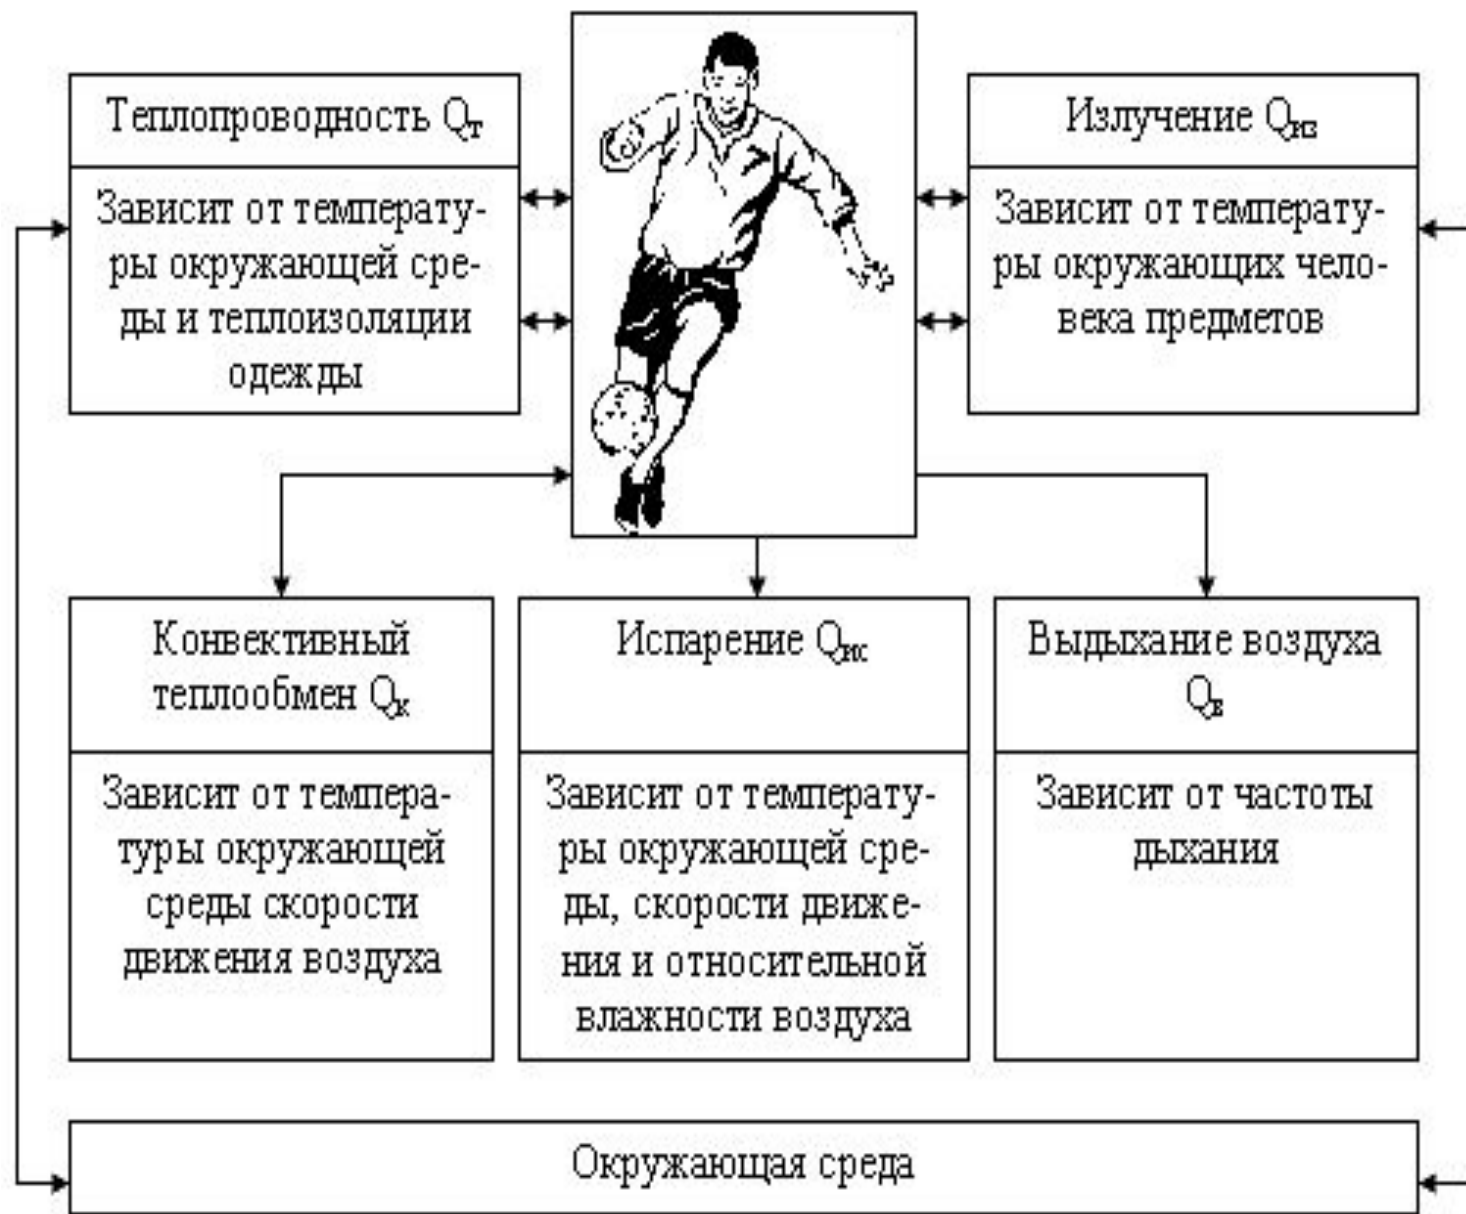 Теплопроводность Qт
Зависит от температу-
ры окружающей сре-
ды и теплоизоляции
одежды
Излучение Qиз
Зависит от температу-
ры окружающих чело-
века предметов
Конвективный
теплообмен Qк
Зависит от темпера-
туры окружающей
среды скорости
движения воздуха
Испарение Qис
Зависит от температу-
ры окружающей сре-
ды, скорости движе-
ния и относительной
влажности воздуха
Выдыхание воздуха
Qв
Зависит от частоты
дыхания
Окружающая среда